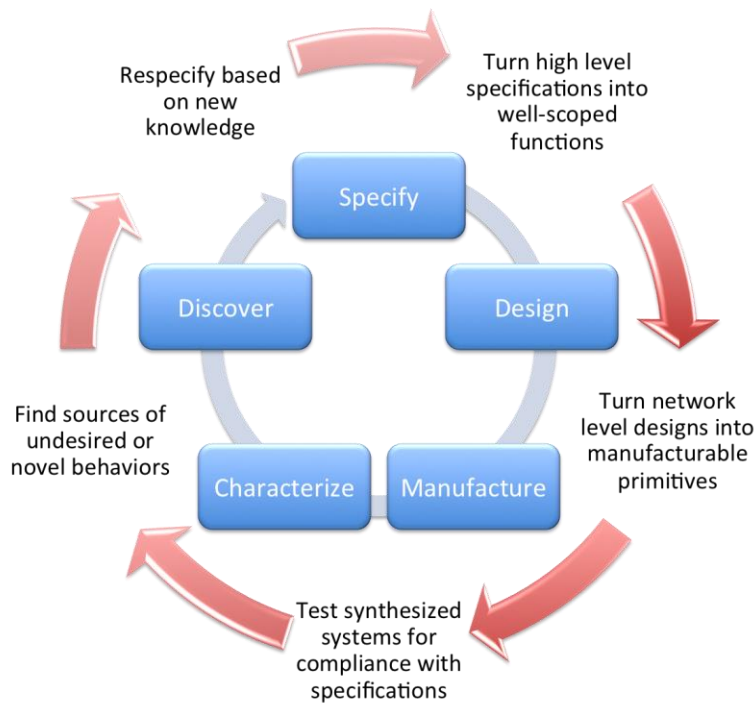 Respecify based
on new
knowledge
Turn high level
specifications into
well-scoped
functions
Specify
Discover
Design
Find sources of
undesired or
novel behaviors
Turn network
level designs into
manufacturable
primitives
Characterize
Manufacture
Test synthesized
systems for
compliance with
specifications